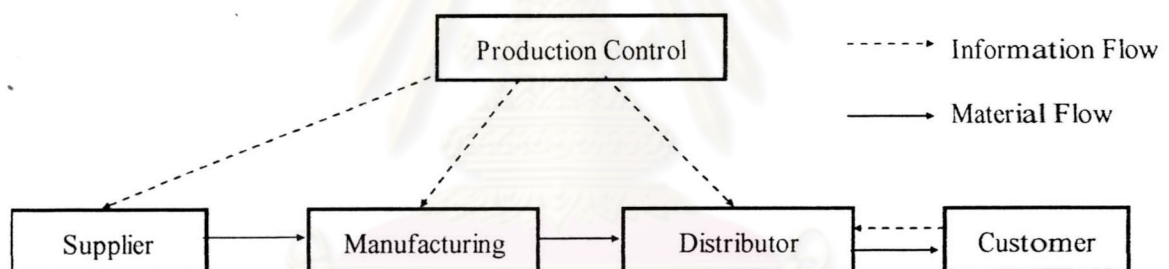 Production Control
Information Flow
Material Flow
Supplier
Manufacturing
Distributor
Customer